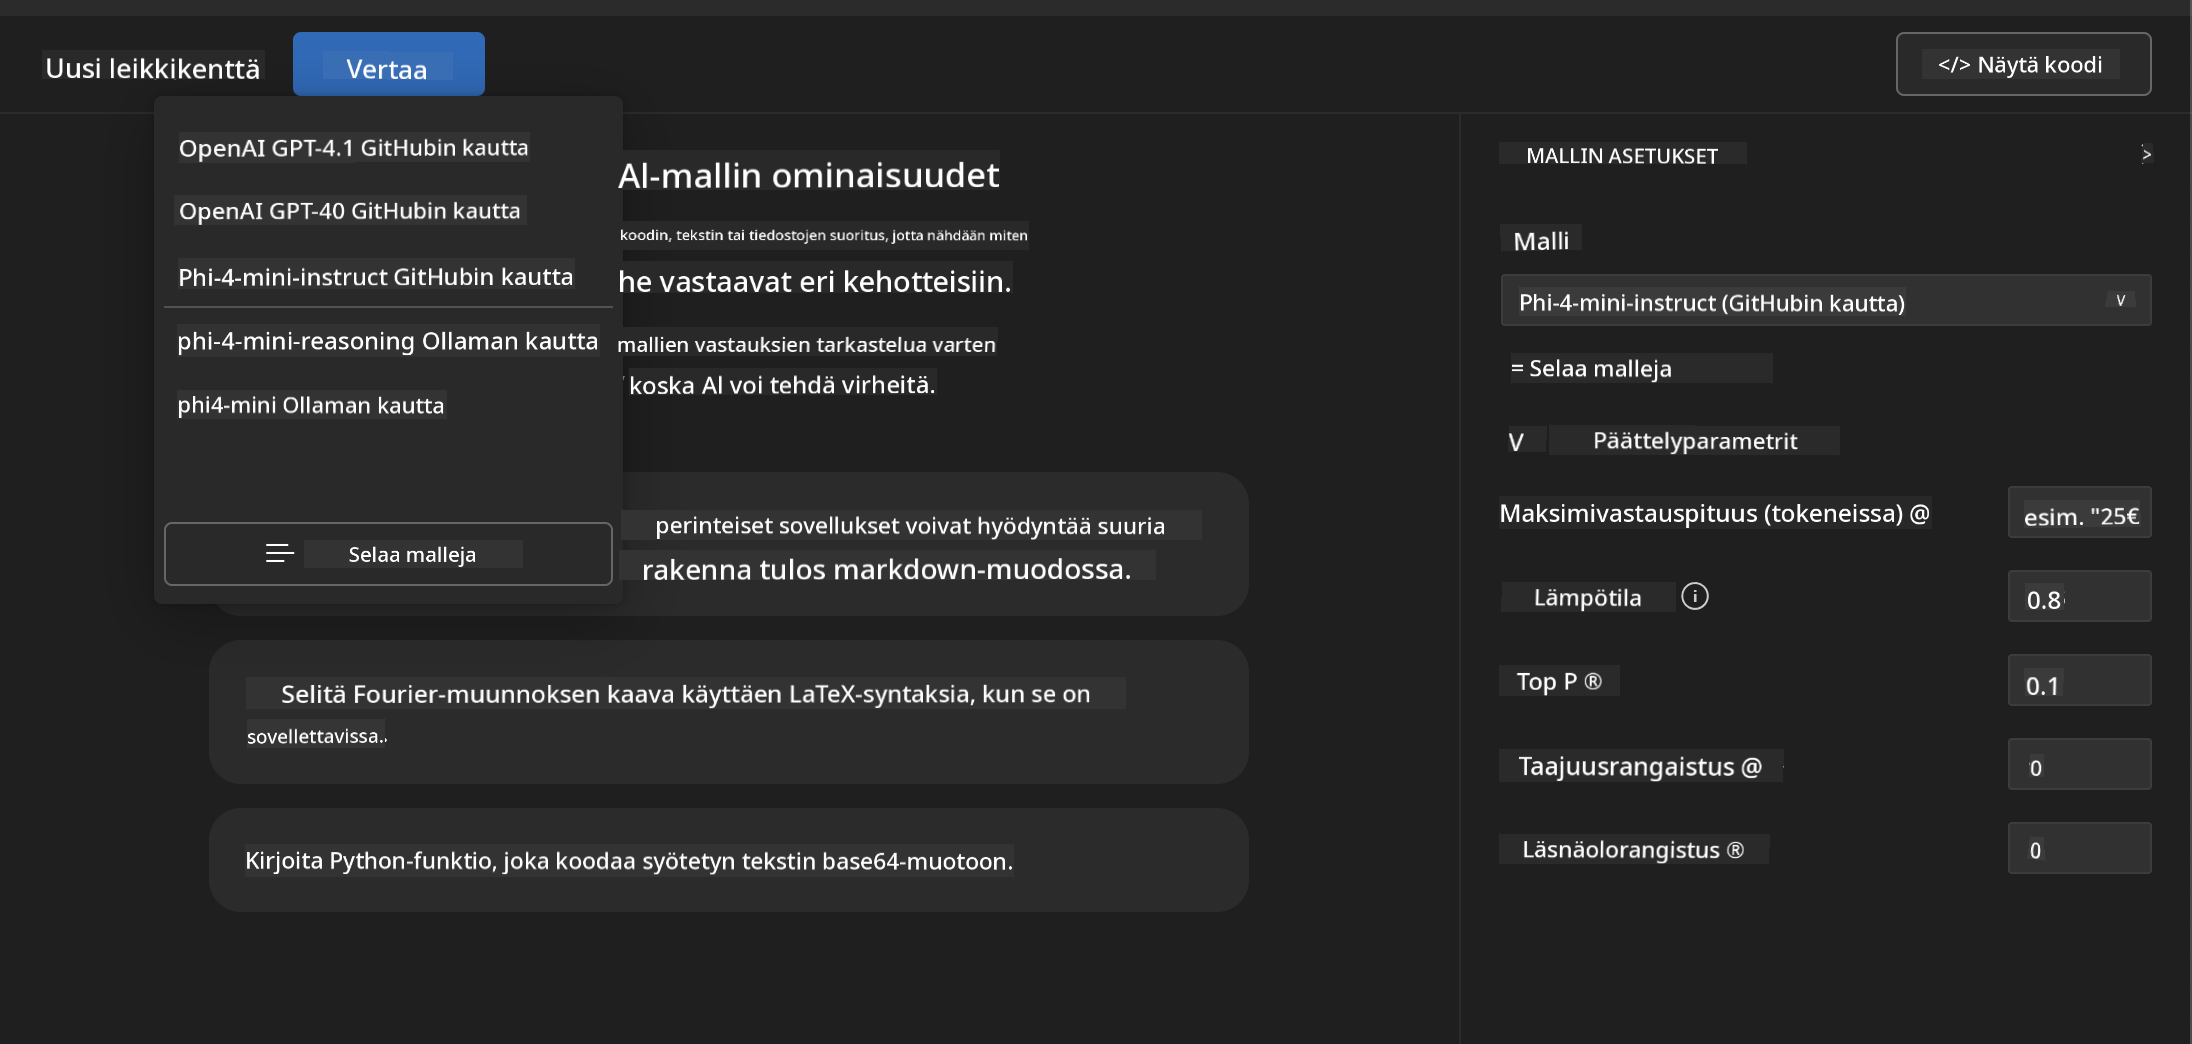 Uusi leikkikenttä
Vertaa
</> Näytä koodi
OpenAI GPT-4.1 GitHubin kautta
OpenAI GPT-40 GitHubin kautta
Phi-4-mini-instruct GitHubin kautta
phi-4-mini-reasoning Ollaman kautta
phi4-mini Ollaman kautta
Selaa malleja
AI-mallin ominaisuudet
koodin, tekstin tai tiedostojen suoritus, jotta nähdään miten
he vastaavat eri kehotteisiin.
mallien vastauksien tarkastelua varten
koska AI voi tehdä virheitä.
perinteiset sovellukset voivat hyödyntää suuria
rakenna tulos markdown-muodossa.
Selitä Fourier-muunnoksen kaava käyttäen LaTeX-syntaksia, kun se on
sovellettavissa..
Kirjoita Python-funktio, joka koodaa syötetyn tekstin base64-muotoon.
MALLIN ASETUKSET >
Malli
Phi-4-mini-instruct (GitHubin kautta) v
= Selaa malleja
V Päättelyparametrit
Maksimivastauspituus (tokeneissa) @ esim. "25€
Lämpötila i 0.8
Top P ® 0.1
Taajuusrangaistus @ 0
Läsnäolorangistus ® 0